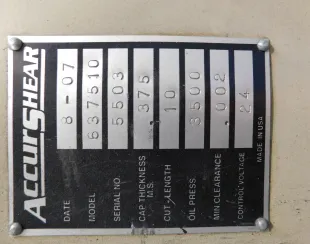 ACCURSHEAR
DATE 8-07
MODEL 637510
SERIAL NO. 5503
CAP THICKNESS M.S. .375
CUT-LENGTH 10
OIL PRESS 3500
MIN.CLEARANCE .002
CONTROL VOLTAGE 24
MADE IN USA